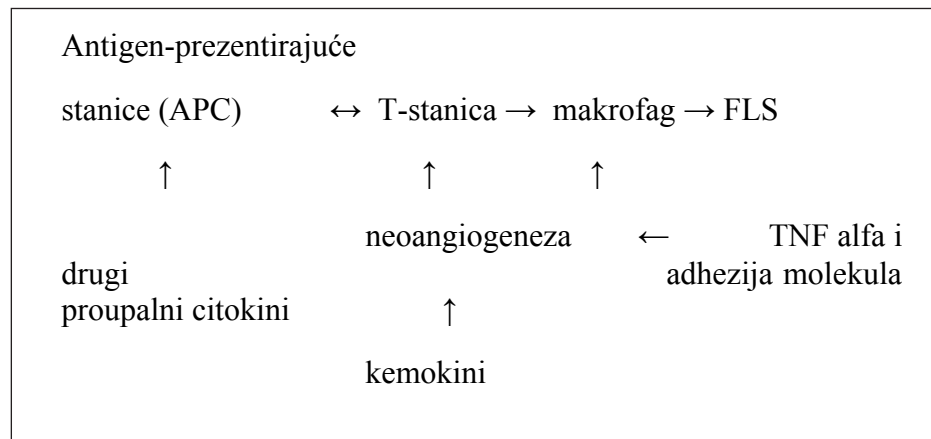 Antigen-prezentirajuće
stanice (APC) ↔ T-stanica → makrofag → FLS
↑ ↑ ↑
neoangiogeneza ← TNF alfa i
drugi adhezija molekula
proupalni citokini ↑
kemokini